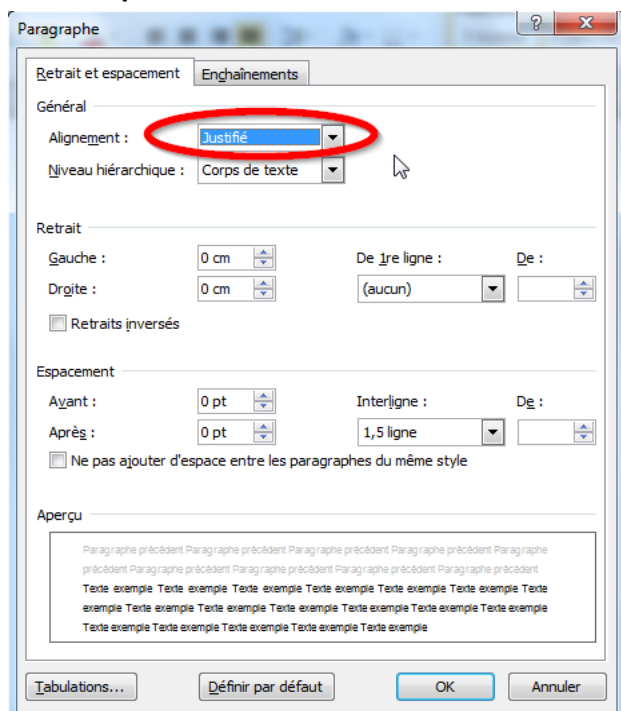 Paragraphe
Retrait et espacement Enchaînements
Général
Alignement : Justifié
Niveau hiérarchique : Corps de texte
Retrait
Gauche : 0 cm De 1re ligne : De :
Droite : 0 cm (aucun)
Retraits inversés
Espacement
Avant : 0 pt Interligne : De :
Après : 0 pt 1,5 ligne
Ne pas ajouter d'espace entre les paragraphes du même style
Aperçu
Paragraphe précédent Paragraphe précédent Paragraphe précédent Paragraphe précédent Paragraphe
précédent Paragraphe précédent Paragraphe précédent Paragraphe précédent Paragraphe précédent
Texte exemple Texte exemple Texte exemple Texte exemple Texte exemple Texte exemple Texte
exemple Texte exemple Texte exemple Texte exemple Texte exemple Texte exemple Texte exemple
Texte exemple Texte exemple Texte exemple Texte exemple Texte exemple
Tabulations... Définir par défaut OK Annuler